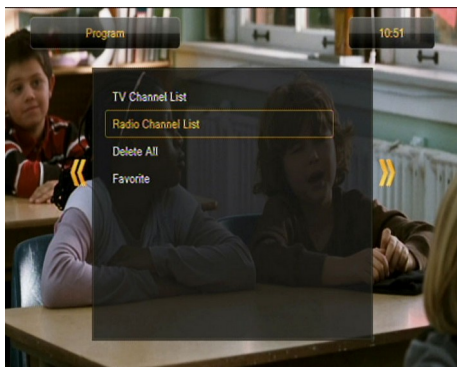 Program
10:51
TV Channel List
Radio Channel List
Delete All
Favorite